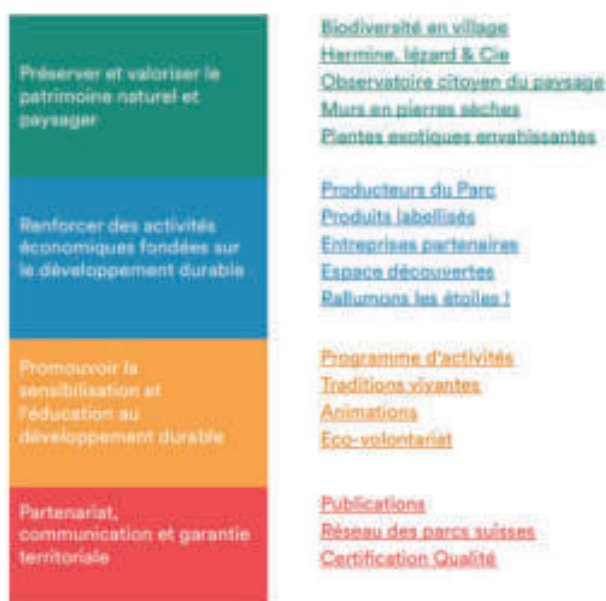 Préserver et valoriser le
patrimoine naturel et
paysager
Biodiversité en village
Hermine, lézard & Cie
Observatoire citoyen du paysage
Murs en pierres sèches
Plantes exotiques envahissantes
Renforcer des activités
économiques fondées sur
le développement durable
Producteurs du Parc
Produits labellisés
Entreprises partenaires
Espace découvertes
Rallumons les étoiles !
Promouvoir la
sensibilisation et
l'éducation au
développement durable
Programme d'activités
Traditions vivantes
Animations
Eco-volontariat
Partenariat,
communication et garantie
territoriale
Publications
Réseau des parcs suisses
Certification Qualité